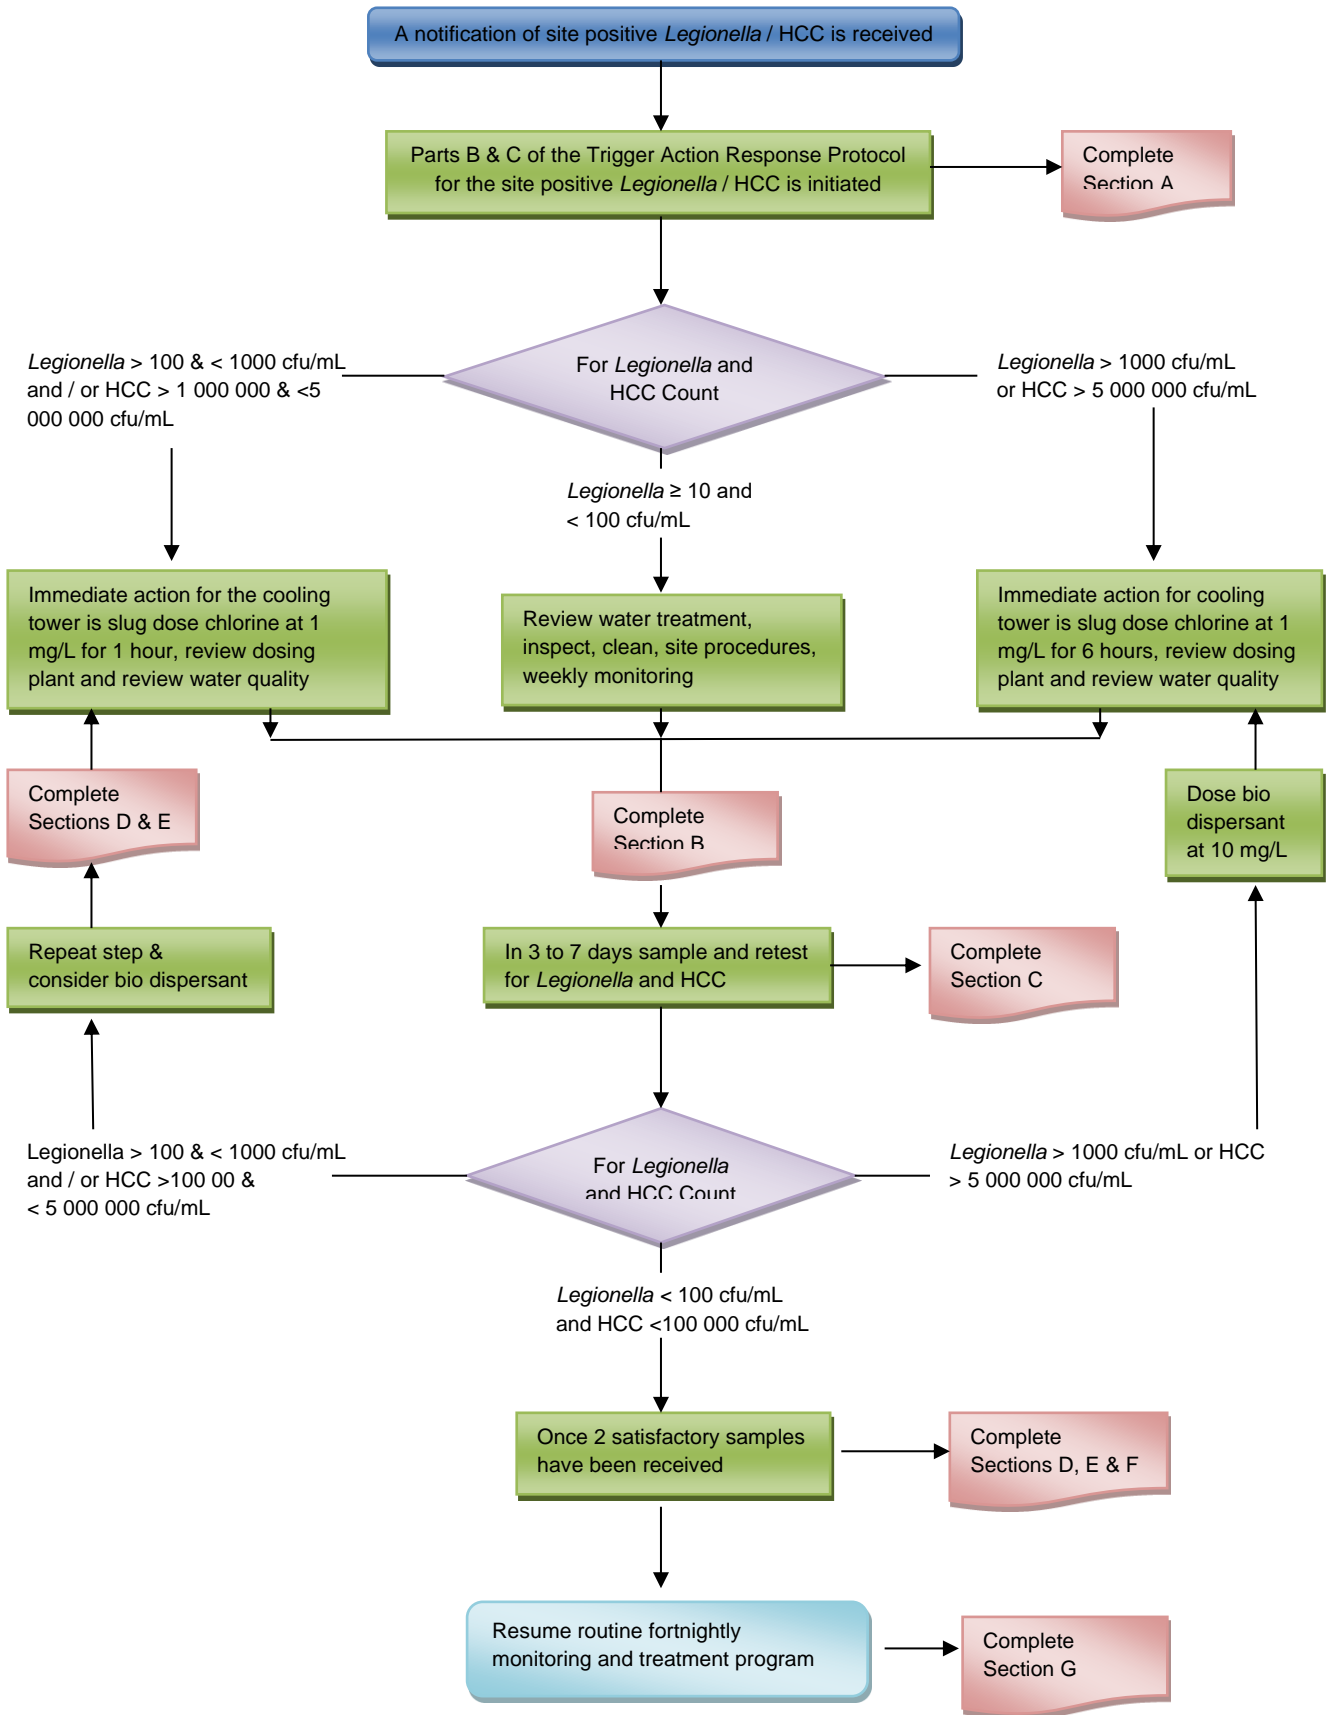 A notification of site positive Legionella / HCC is received
Parts B & C of the Trigger Action Response Protocol
for the site positive Legionella / HCC is initiated
Complete
Section A
For Legionella and
HCC Count
Legionella > 100 & < 1000 cfu/mL
and / or HCC > 1 000 000 & <5
000 000 cfu/mL
Legionella > 1000 cfu/mL
or HCC > 5 000 000 cfu/mL
Legionella ≥ 10 and
< 100 cfu/mL
Immediate action for the cooling
tower is slug dose chlorine at 1
mg/L for 1 hour, review dosing
plant and review water quality
Review water treatment,
inspect, clean, site procedures,
weekly monitoring
Immediate action for cooling
tower is slug dose chlorine at 1
mg/L for 6 hours, review dosing
plant and review water quality
Complete
Sections D & E
Complete
Section B
Dose bio
dispersant
at 10 mg/L
Repeat step &
consider bio dispersant
In 3 to 7 days sample and retest
for Legionella and HCC
Complete
Section C
Legionella > 100 & < 1000 cfu/mL
and / or HCC >100 00 &
< 5 000 000 cfu/mL
For Legionella
and HCC Count
Legionella > 1000 cfu/mL or HCC
> 5 000 000 cfu/mL
Legionella < 100 cfu/mL
and HCC <100 000 cfu/mL
Once 2 satisfactory samples
have been received
Complete
Sections D, E & F
Resume routine fortnightly
monitoring and treatment program
Complete
Section G